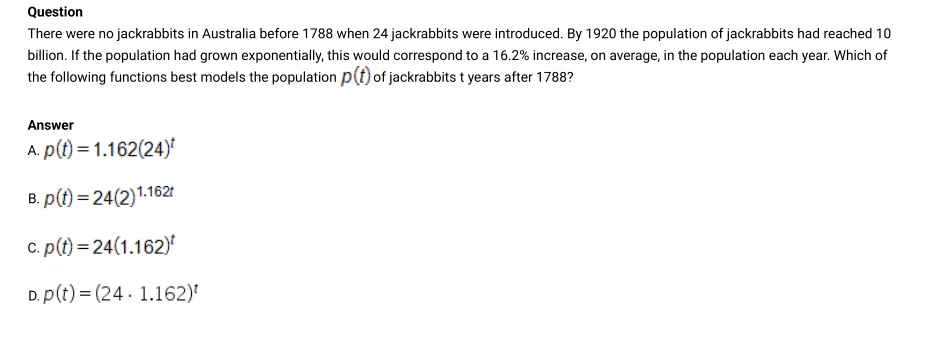 Question
There were no jackrabbits in Australia before 1788 when 24 jackrabbits were introduced. By 1920 the population of jackrabbits had reached 10
billion. If the population had grown exponentially, this would correspond to a 16.2% increase, on average, in the population each year. Which of
the following functions best models the population p(t) of jackrabbits t years after 1788?
Answer
A. p(t) = 1.162(24)^t
B. p(t) = 24(2)^1.162t
C. p(t) = 24(1.162)^t
D. p(t) = (24 · 1.162)^t